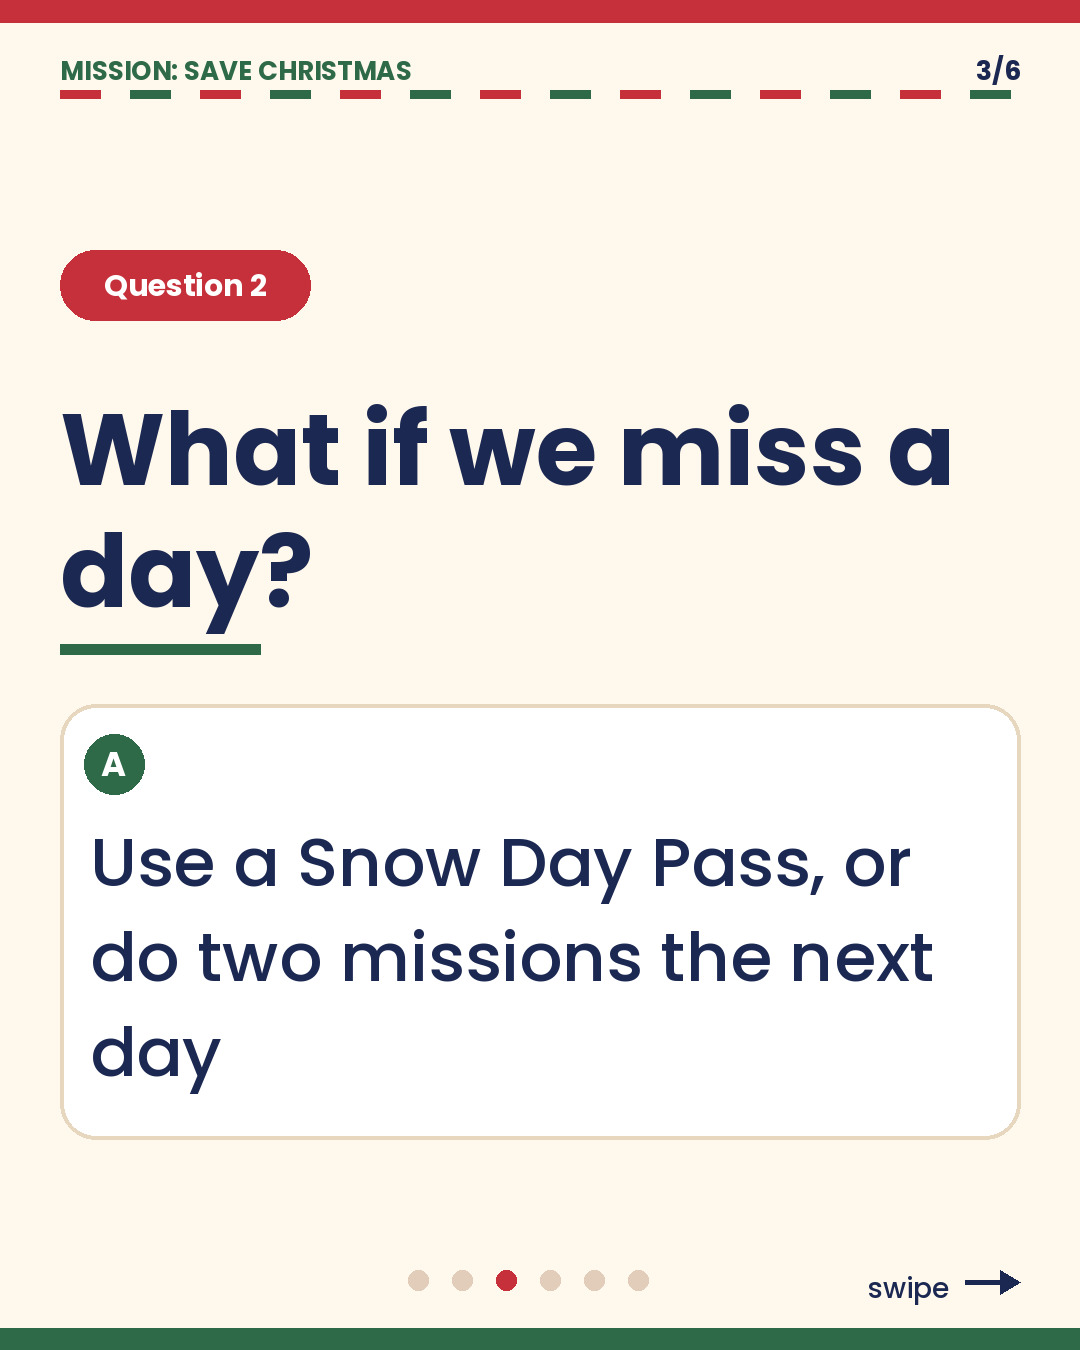 MISSION: SAVE CHRISTMAS
3/6
Question 2
What if we miss a
day?
A
Use a Snow Day Pass, or
do two missions the next
day
swipe